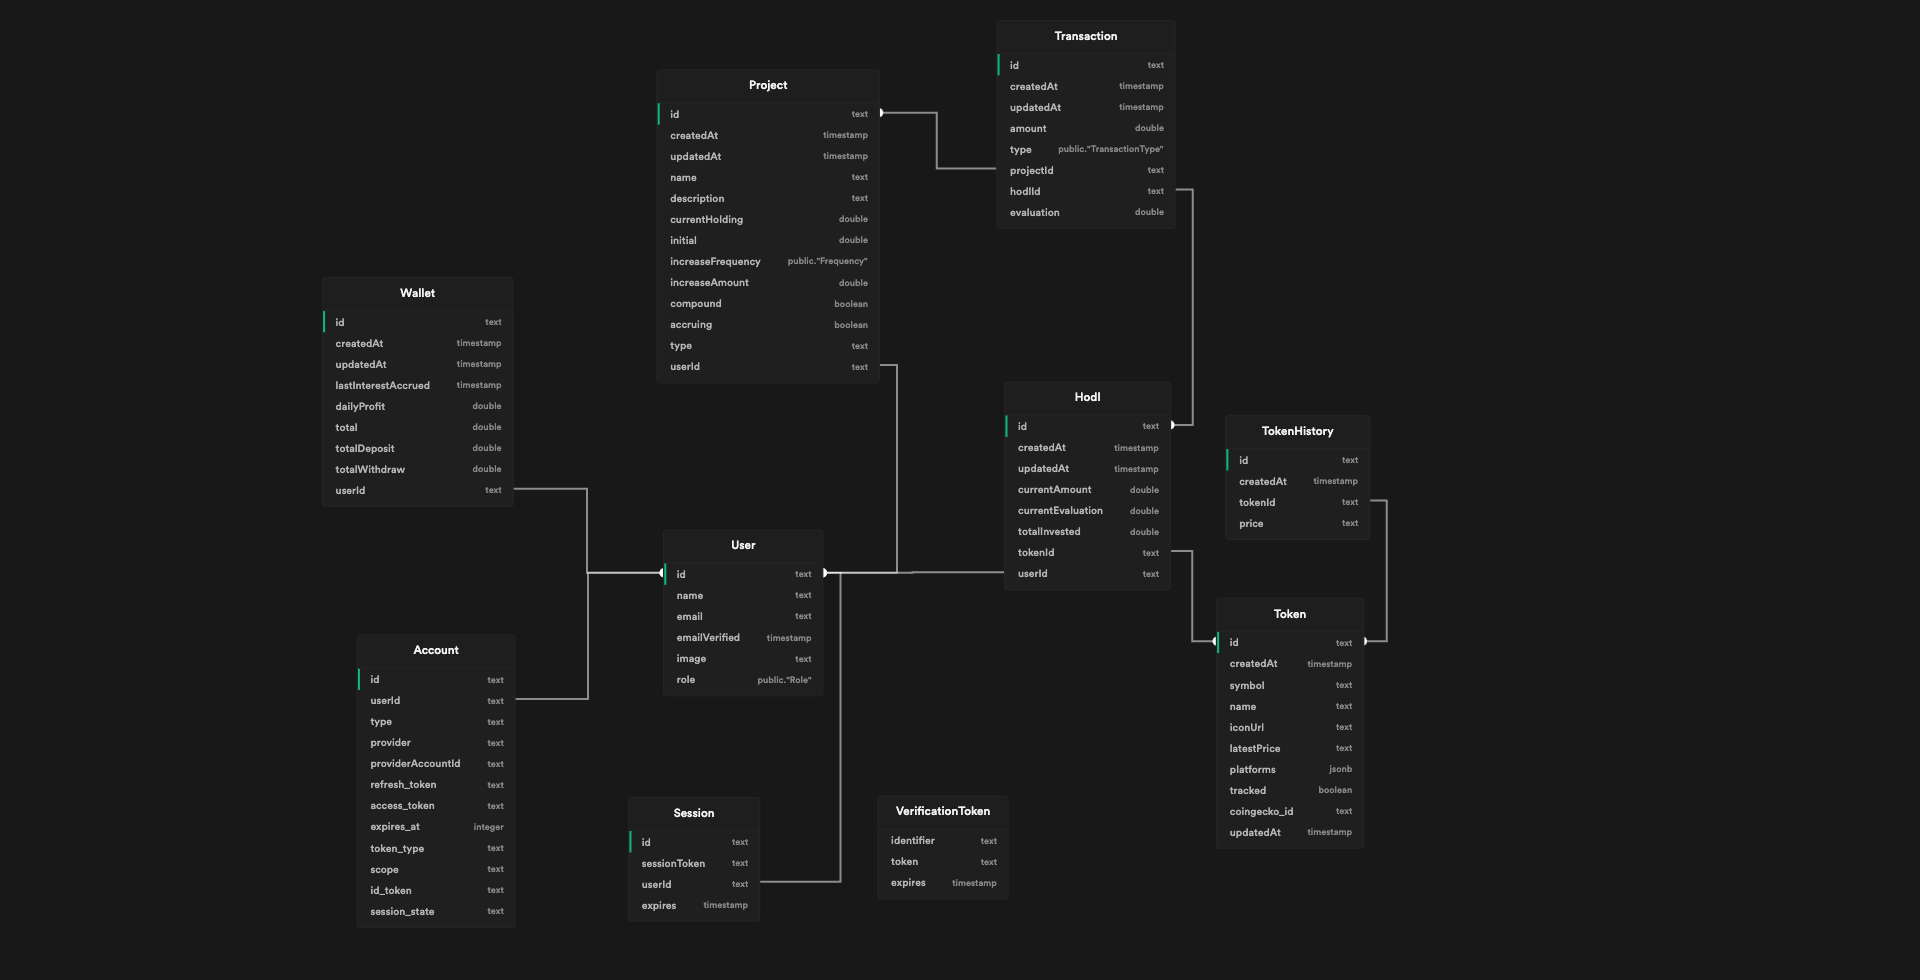 Transaction
id text
createdAt timestamp
updatedAt timestamp
amount double
type public."TransactionType"
projectId text
hodlId text
evaluation double
Project
id text
createdAt timestamp
updatedAt timestamp
name text
description text
currentHolding double
initial double
increaseFrequency public."Frequency"
increaseAmount double
compound boolean
accruing boolean
type text
userId text
Wallet
id text
createdAt timestamp
updatedAt timestamp
lastInterestAccrued timestamp
dailyProfit double
total double
totalDeposit double
totalWithdraw double
userId text
Hodl
id text
createdAt timestamp
updatedAt timestamp
currentAmount double
currentEvaluation double
totalInvested double
tokenId text
userId text
TokenHistory
id text
createdAt timestamp
tokenId text
price text
User
id text
name text
email text
emailVerified timestamp
image text
role public."Role"
Token
id text
createdAt timestamp
symbol text
name text
iconUrl text
latestPrice text
platforms jsonb
tracked boolean
coingecko_id text
updatedAt timestamp
Account
id text
userId text
type text
provider text
providerAccountId text
refresh_token text
access_token text
expires_at integer
token_type text
scope text
id_token text
session_state text
Session
id text
sessionToken text
userId text
expires timestamp
VerificationToken
identifier text
token text
expires timestamp